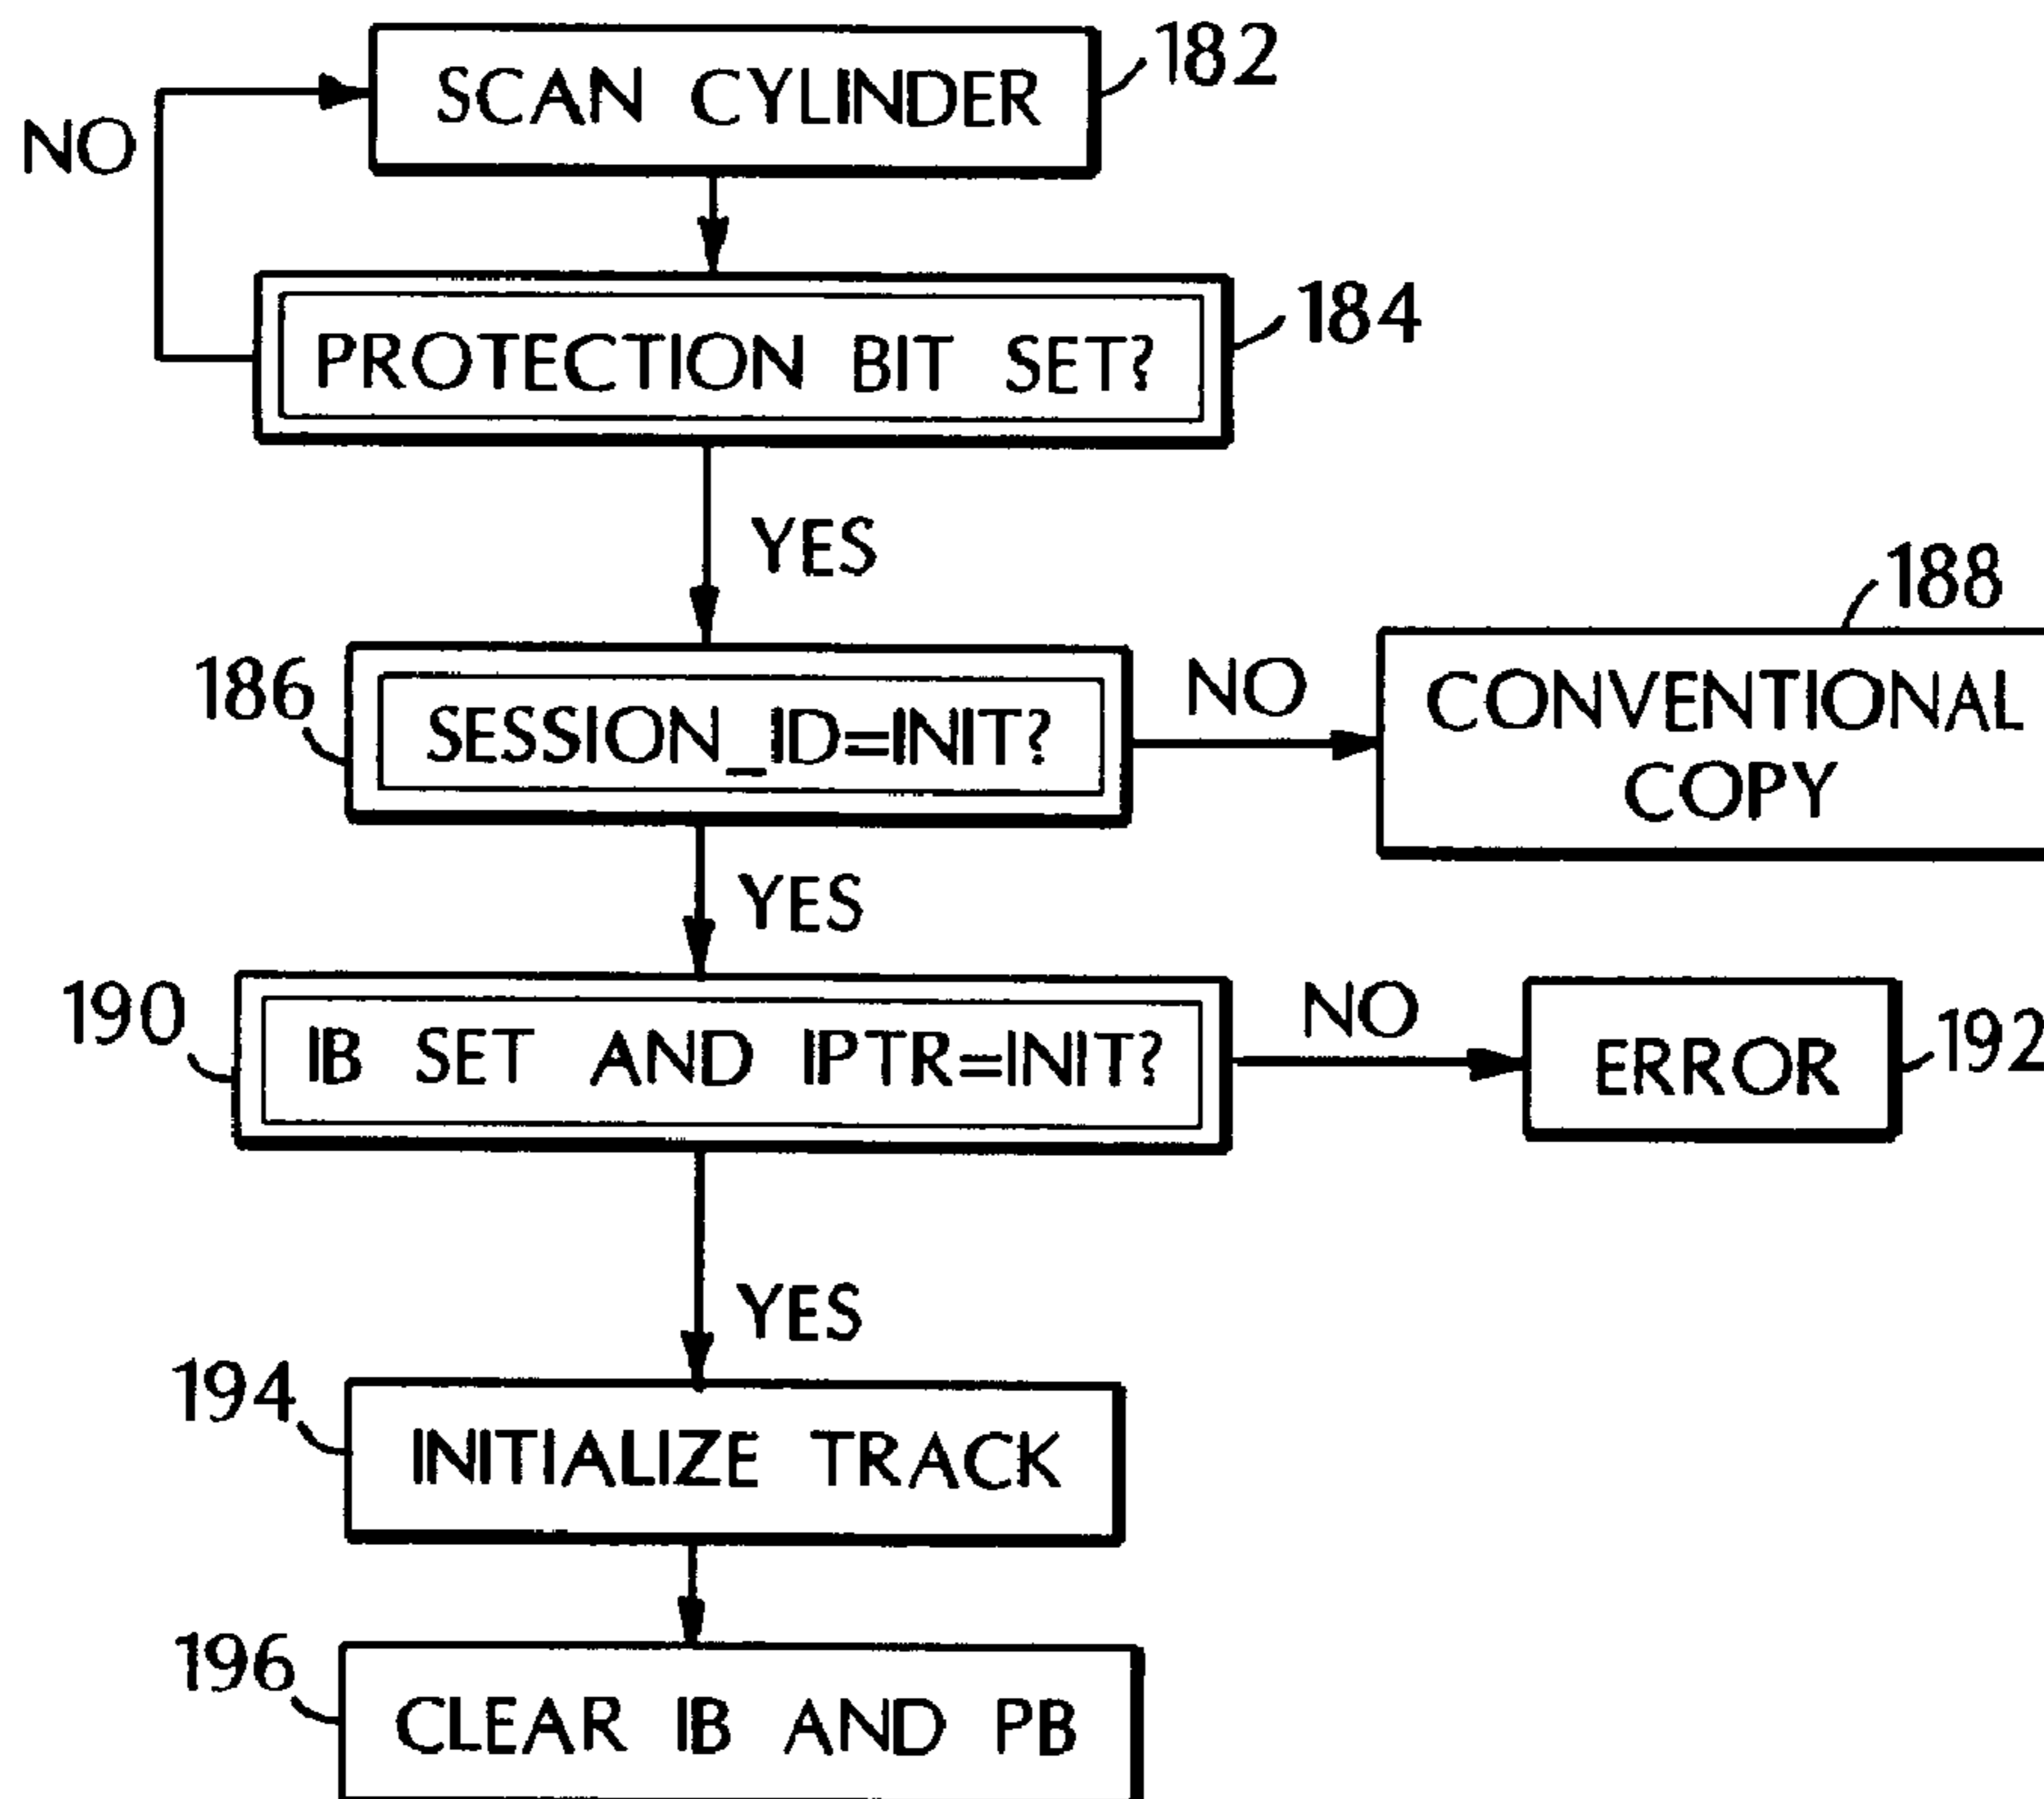 SCAN CYLINDER
182
NO
PROTECTION BIT SET?
184
YES
186
SESSION_ID=INIT?
NO
188
CONVENTIONAL
COPY
YES
190
IB SET AND IPTR=INIT?
NO
ERROR
192
YES
194
INITIALIZE TRACK
196
CLEAR IB AND PB